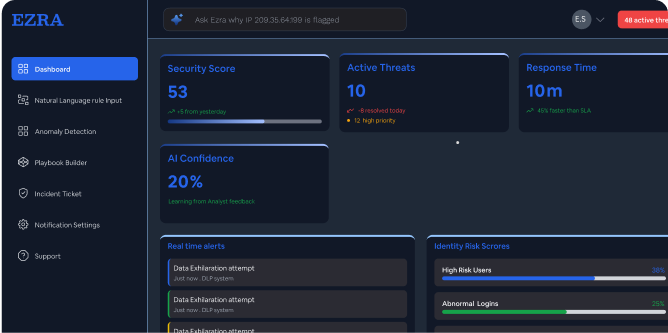 EZRA
Ask Ezra why IP 209.35.64.199 is flagged
E.S
48 active thre
Dashboard
Natural Language rule Input
Anomaly Detection
Playbook Builder
Incident Ticket
Notification Settings
Support
Security Score
53
+5 from yesterday
Active Threats
10
-8 resolved today
12 high priority
Response Time
10m
45% faster than SLA
AI Confidence
20%
Learning from Analyst feedback
Real time alerts
Data Exhilaration attempt
Just now . DLP system
Data Exhilaration attempt
Just now . DLP system
Data Exhilaration attempt
Identity Risk Scrores
High Risk Users
38%
Abnormal Logins
25%